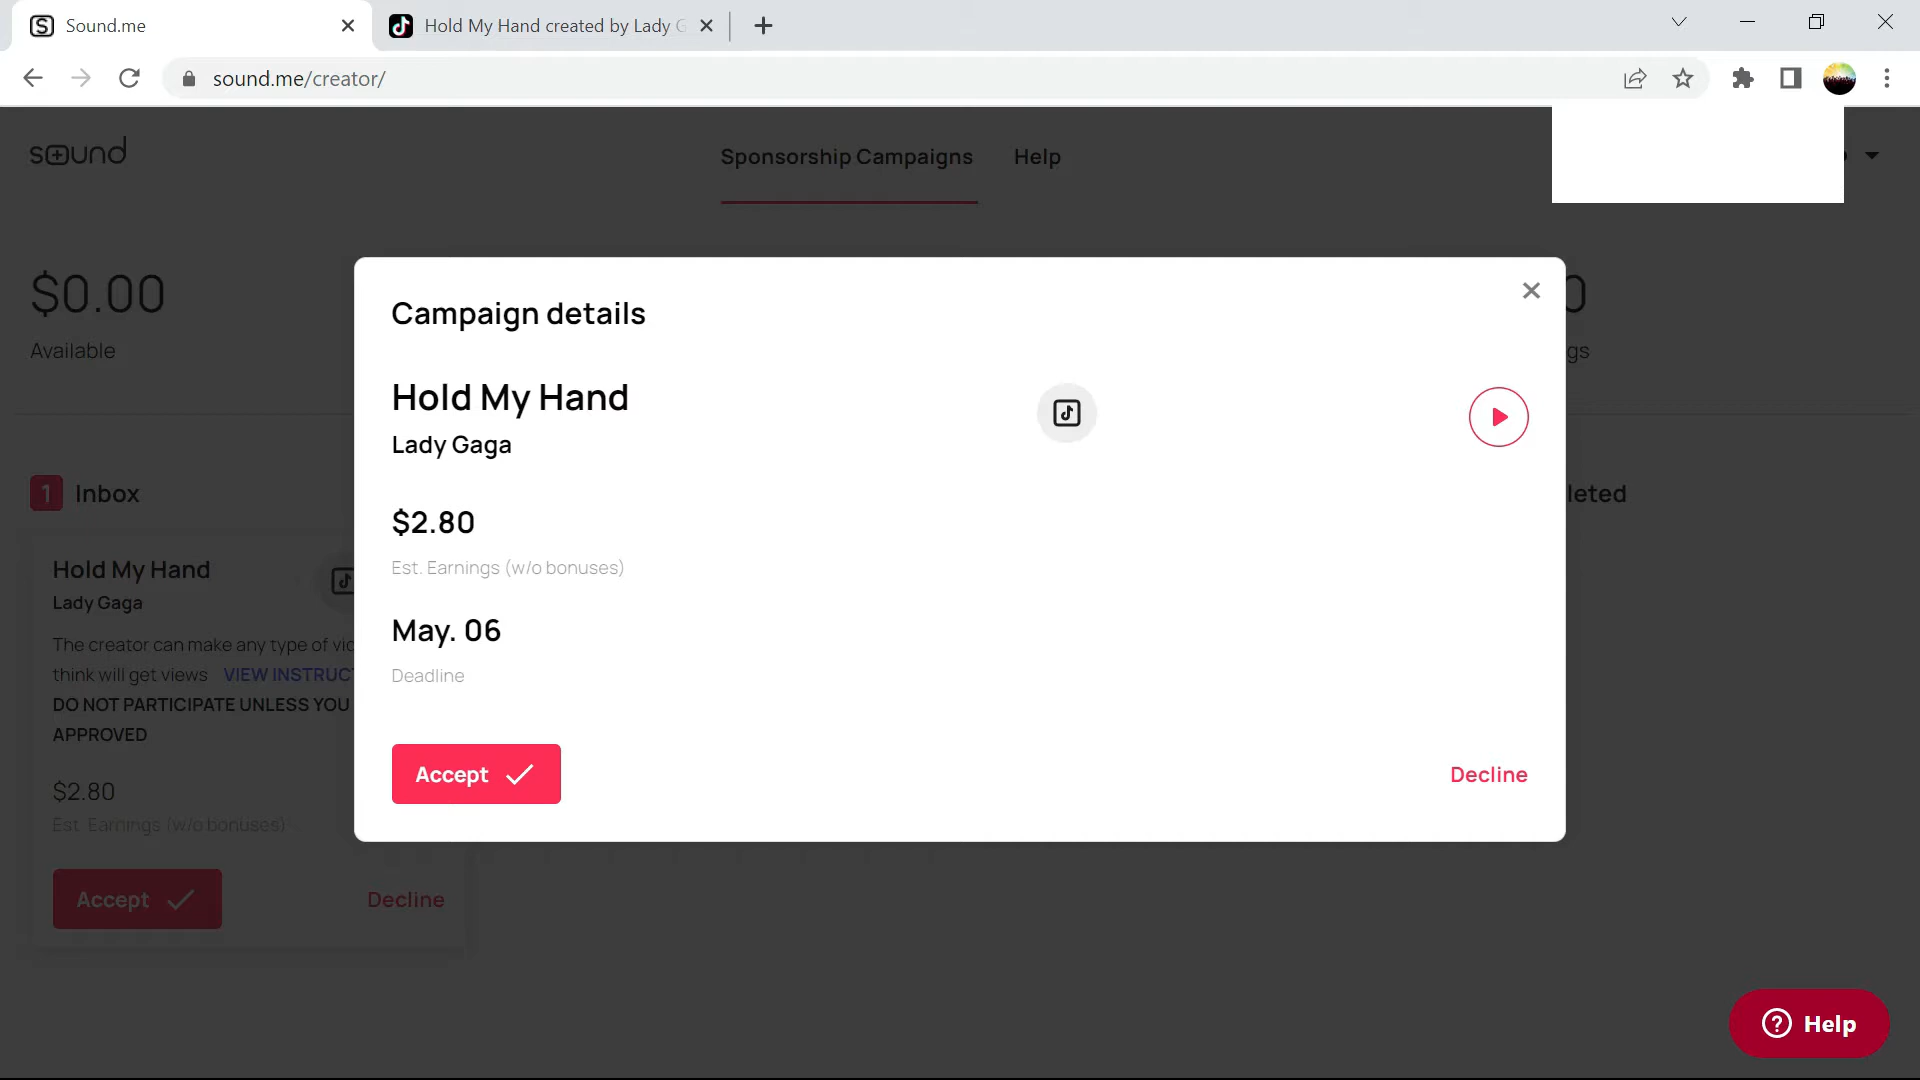 Sound.me
Hold My Hand created by Lady G
sound.me/creator/
sound
Sponsorship Campaigns
Help
$0.00
Available
0
gs
1 Inbox
leted
Hold My Hand
Lady Gaga
The creator can make any type of vid
think will get views VIEW INSTRUCT
DO NOT PARTICIPATE UNLESS YOU
APPROVED
$2.80
Est. Earnings (w/o bonuses)
Accept
Decline
Campaign details
Hold My Hand
Lady Gaga
$2.80
Est. Earnings (w/o bonuses)
May. 06
Deadline
Accept
Decline
? Help